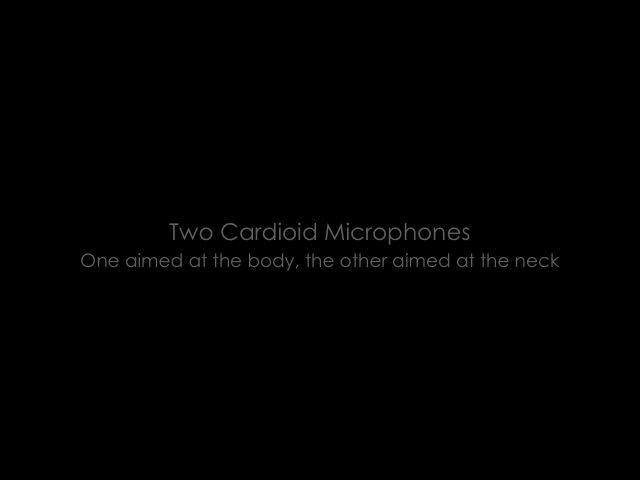 Two Cardioid Microphones
One aimed at the body, the other aimed at the neck